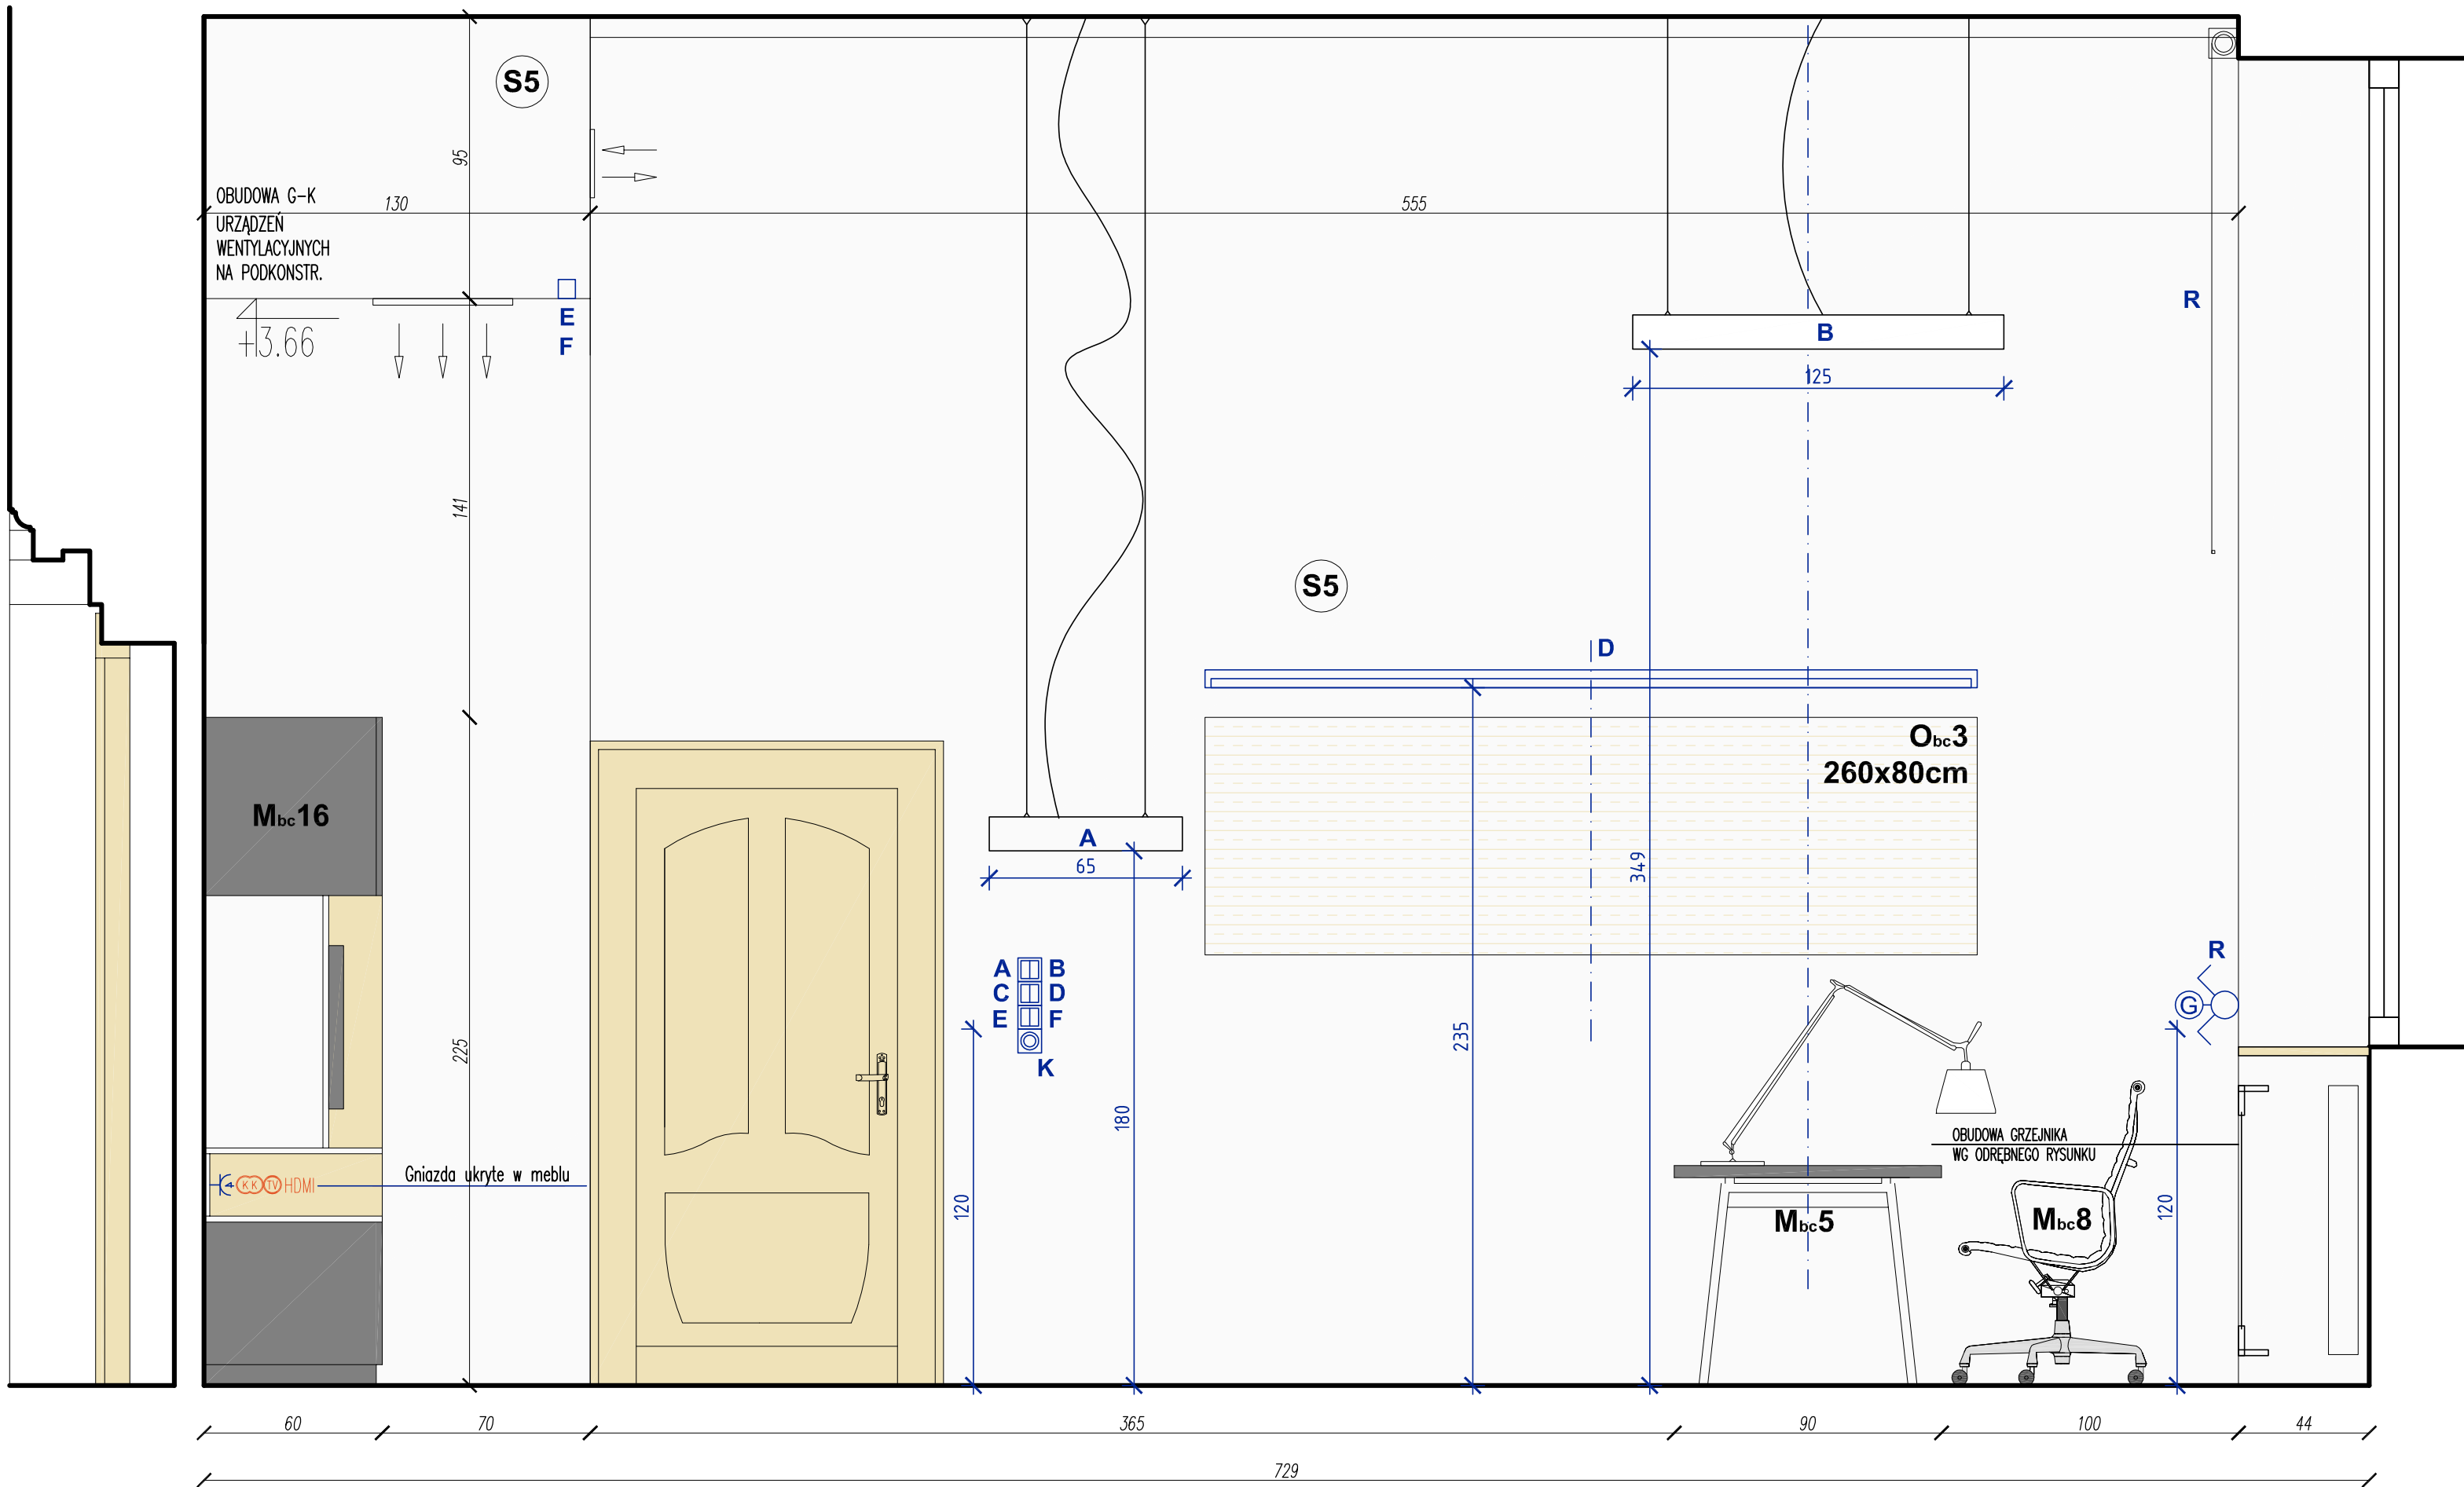 S5
95
OBUDOWA G-K
URZĄDZEŃ
WENTYLACYJNYCH
NA PODKONSTR.
130
555
E
F
+3.66
R
B
125
141
S5
D
Obc3
260x80cm
Mbc16
A
65
349
A B
C D
E F
K
R
G
225
235
180
120
120
OBUDOWA GRZEJNIKA
WG ODRĘBNEGO RYSUNKU
Gniazda ukryte w meblu
K K TV HDMI
Mbc5
Mbc8
60 70 365 90 100 44
729